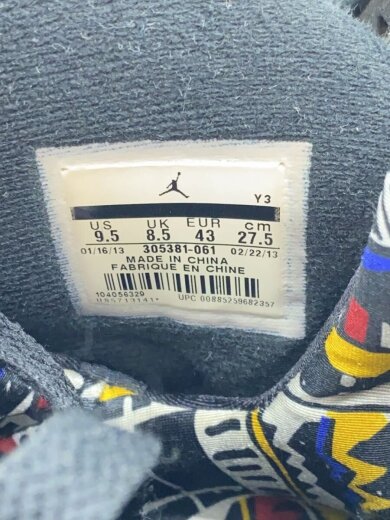 Y3
US UK EUR cm
9.5 8.5 43 27.5
01/16/13 305381-061 02/22/13
MADE IN CHINA
FABRIQUE EN CHINE
104056329
UPC 00885259682357